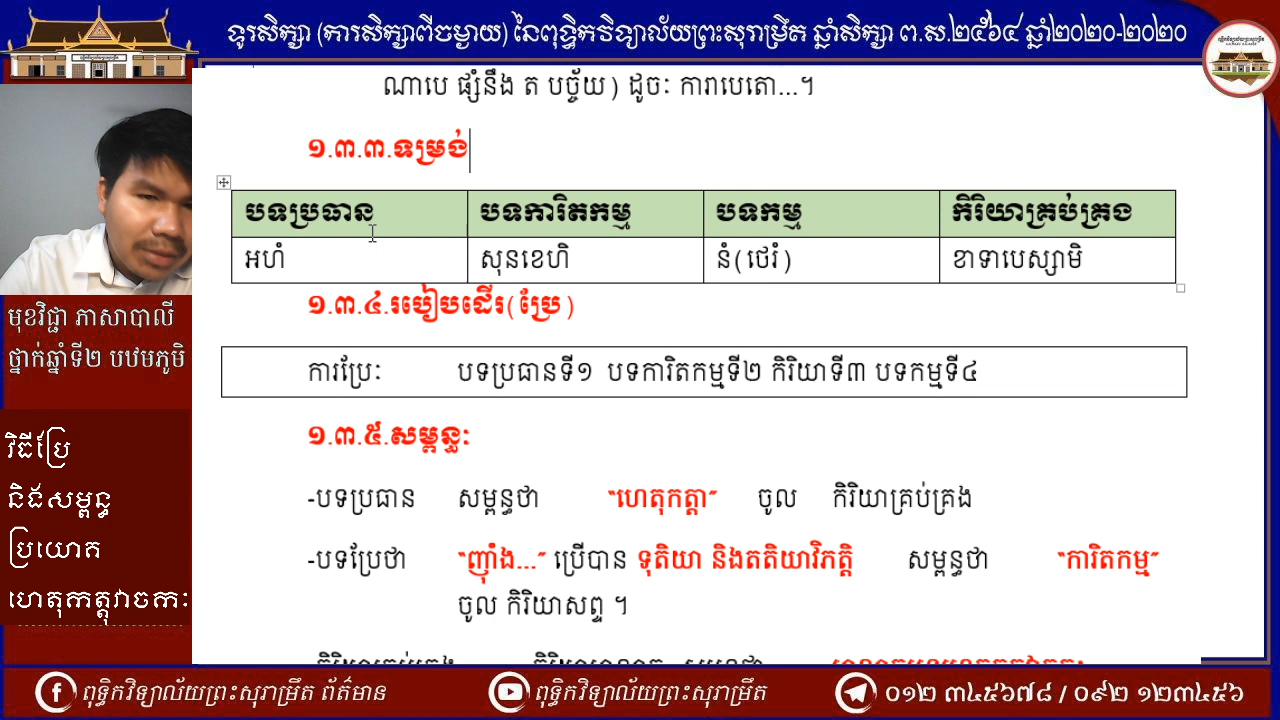 ទូរសិក្សា (ការសិក្សាពីចម្ងាយ) នៃពុទ្ធិកវិទ្យាល័យព្រះសុរាម្រឹត ឆ្នាំសិក្សា ព.ស.២៥៦៤ ឆ្នាំ២០២០-២០២០
ណាបេ ផ្សំនឹង ត បច្ច័យ) ដូចៈ ការាបេតោ...។
១.៣.៣.ទម្រង់
បទប្រធាន បទការិតកម្ម បទកម្ម កិរិយាគ្រប់គ្រង
អហំ សុនខេហិ នំ(ថេរំ) ខាទាបេស្សាមិ
១.៣.៤.របៀបដើរ(ប្រែ)
ការប្រែៈ បទប្រធានទី១ បទការិតកម្មទី២ កិរិយាទី៣ បទកម្មទី៤
១.៣.៥.សម្ពន្ធៈ
-បទប្រធាន សម្ពន្ធថា "ហេតុកត្តា" ចូល កិរិយាគ្រប់គ្រង
-បទប្រែថា "ញ៉ាំង..." ប្រើបាន ទុតិយា និងតតិយាវិភត្តិ សម្ពន្ធថា "ការិតកម្ម"
ចូល កិរិយាសព្ទ ។
មុខវិជ្ជា ភាសាបាលី
ថ្នាក់ឆ្នាំទី២ បឋមភូមិ
វិធីប្រែ
និងសម្ពន្ធ
ប្រយោគ
ហេតុកត្តុវាចកៈ
ពុទ្ធិកវិទ្យាល័យព្រះសុរាម្រឹត ព័ត៌មាន ពុទ្ធិកវិទ្យាល័យព្រះសុរាម្រឹត ០១២ ៣៤៥៦៧៨ / ០៩២ ១២៣៤៥៦